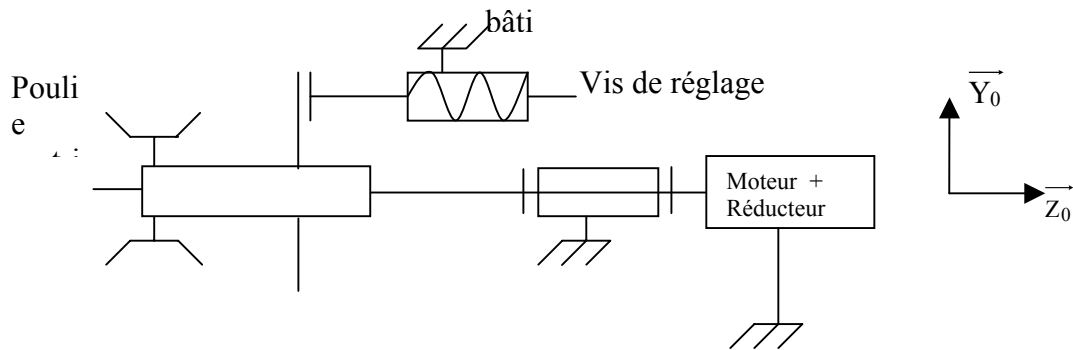 bâti
Pouli
e
Vis de réglage
Y₀
Moteur +
Réducteur
Z₀